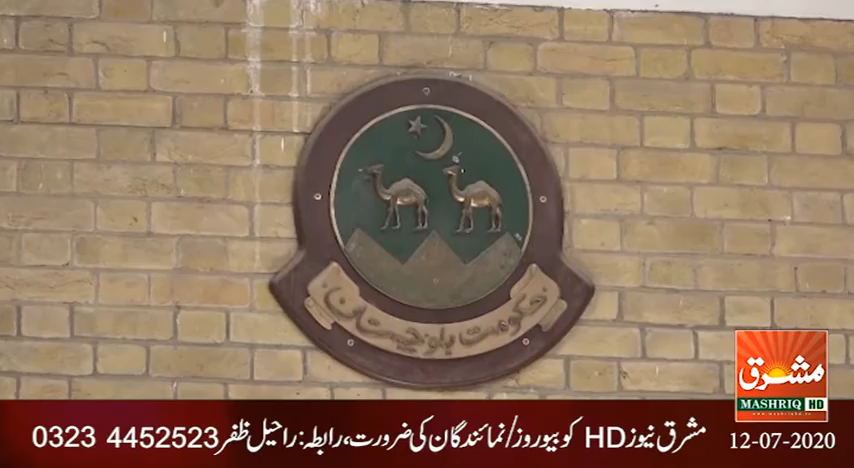 حکومت بلوچستان
مشرق
MASHRIQ HD
مشرق نیوز HD کو بیوروز/نمائندگان کی ضرورت، رابطہ: راحیل ظفر 0323 4452523
12-07-2020